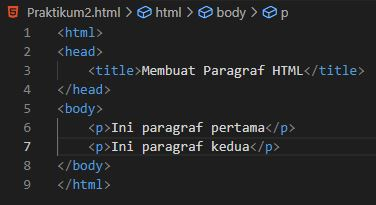 Praktikum2.html > html > body > p
1 <html>
2 <head>
3     <title>Membuat Paragraf HTML</title>
4 </head>
5 <body>
6     <p>Ini paragraf pertama</p>
7     <p>Ini paragraf kedua</p>
8 </body>
9 </html>